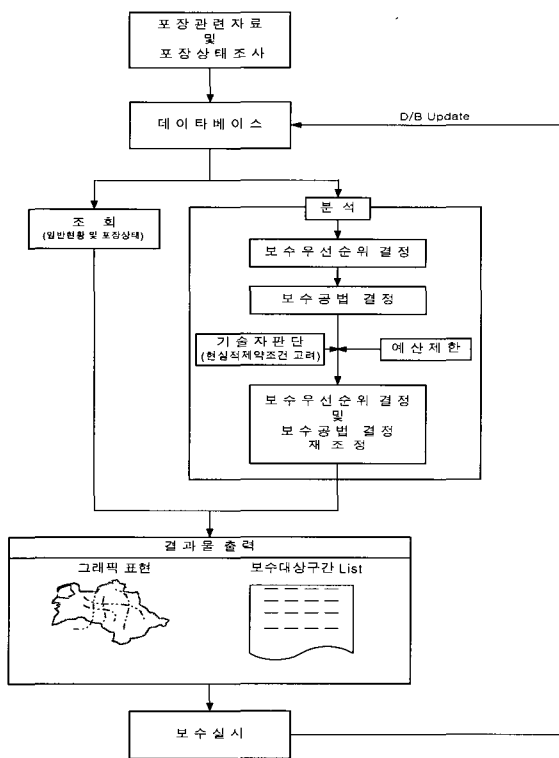 포장관련자료
및
포장상태조사
데이타베이스
D/B Update
조 회
(일반현황 및 포장상태)
분 석
보수우선순위 결정
보수공법 결정
기술자판단
(현실적제약조건 고려)
예산제한
보수우선순위 결정
및
보수공법 결정
재조정
결과물 출력
그래픽 표현
보수대상구간 List
보수실시